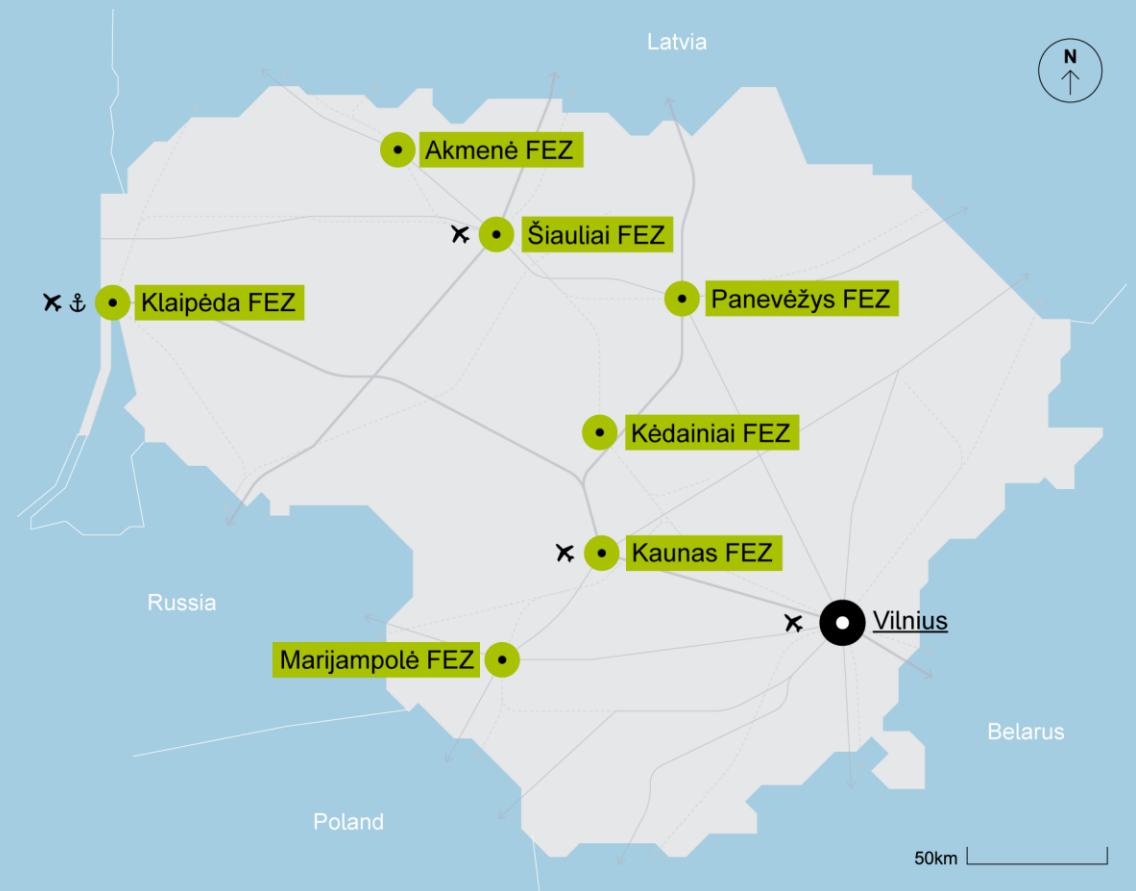 Latvia
N
Akmenė FEZ
Šiauliai FEZ
Klaipėda FEZ
Panevėžys FEZ
Kėdainiai FEZ
Kaunas FEZ
Russia
Vilnius
Marijampolė FEZ
Belarus
Poland
50km